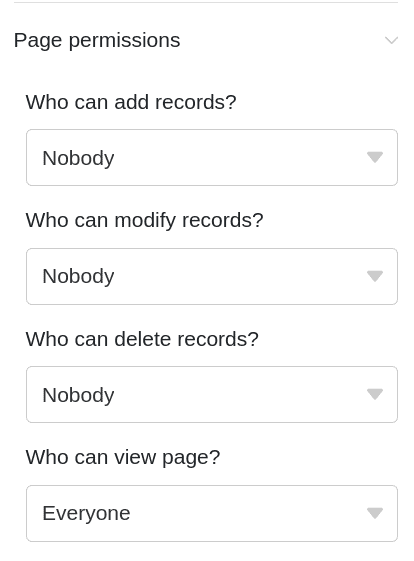 Page permissions
Who can add records?
Nobody
Who can modify records?
Nobody
Who can delete records?
Nobody
Who can view page?
Everyone